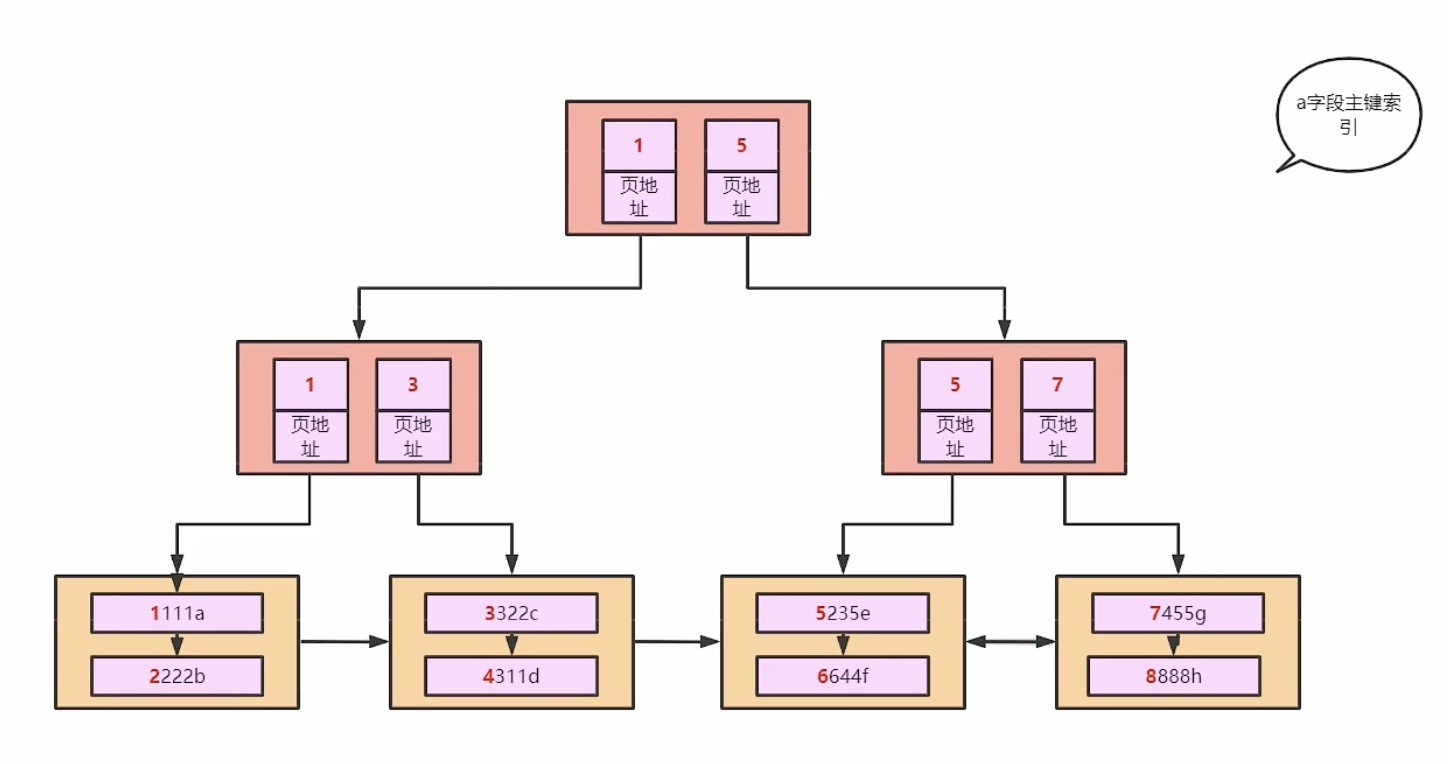 a字段主键索
引
1
5
页地
址
页地
址
1
3
页地
址
页地
址
5
7
页地
址
页地
址
1111a
2222b
3322c
4311d
5235e
6644f
7455g
8888h